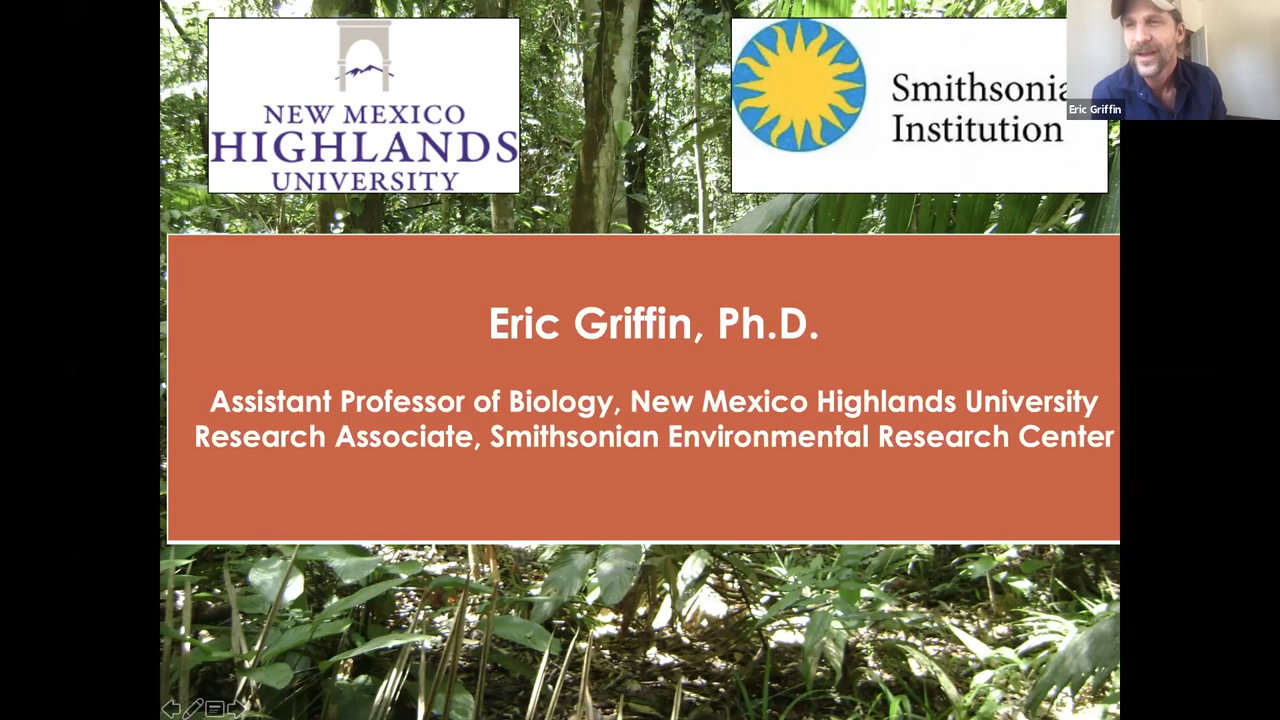 NEW MEXICO
HIGHLANDS
UNIVERSITY
Smithsonia
Institution
Eric Griffin
Eric Griffin, Ph.D.
Assistant Professor of Biology, New Mexico Highlands University
Research Associate, Smithsonian Environmental Research Center